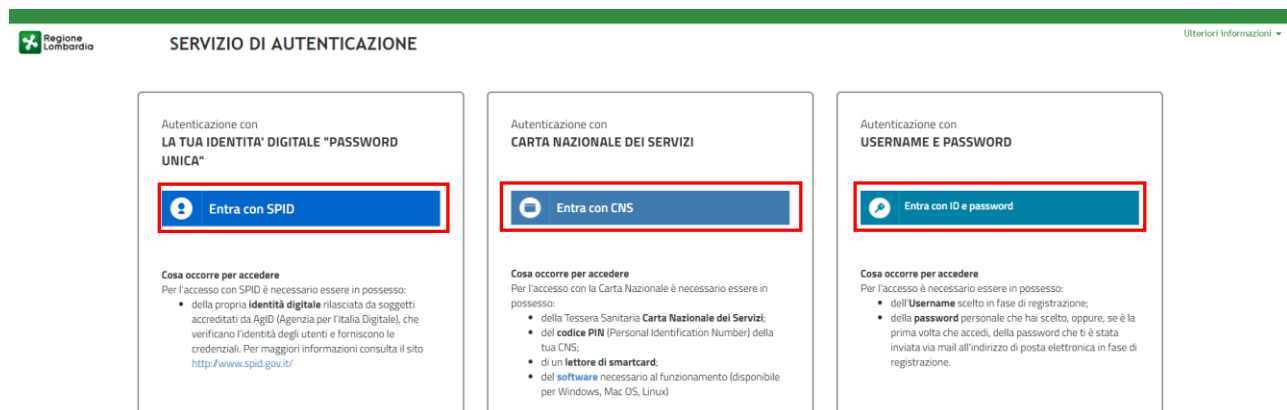 Regione
Lombardia
SERVIZIO DI AUTENTICAZIONE
Ulteriori informazioni
Autenticazione con
LA TUA IDENTITA' DIGITALE "PASSWORD
UNICA"
Entra con SPID
Cosa occorre per accedere
Per l'accesso con SPID è necessario essere in possesso:
• della propria identità digitale rilasciata da soggetti
accreditati da AgID (Agenzia per l'Italia Digitale), che
verificano l'identità degli utenti e forniscono le
credenziali. Per maggiori informazioni consulta il sito
http://www.spid.gov.it/
Autenticazione con
CARTA NAZIONALE DEI SERVIZI
Entra con CNS
Cosa occorre per accedere
Per l'accesso con la Carta Nazionale è necessario essere in
possesso:
• della Tessera Sanitaria Carta Nazionale dei Servizi;
• del codice PIN (Personal Identification Number) della
tua CNS;
• di un lettore di smartcard;
• del software necessario al funzionamento (disponibile
per Windows, Mac OS, Linux)
Autenticazione con
USERNAME E PASSWORD
Entra con ID e password
Cosa occorre per accedere
Per l'accesso è necessario essere in possesso:
• dell'Username scelto in fase di registrazione;
• della password personale che hai scelto, oppure, se è la
prima volta che accedi, della password che ti è stata
inviata via mail all'indirizzo di posta elettronica in fase di
registrazione.